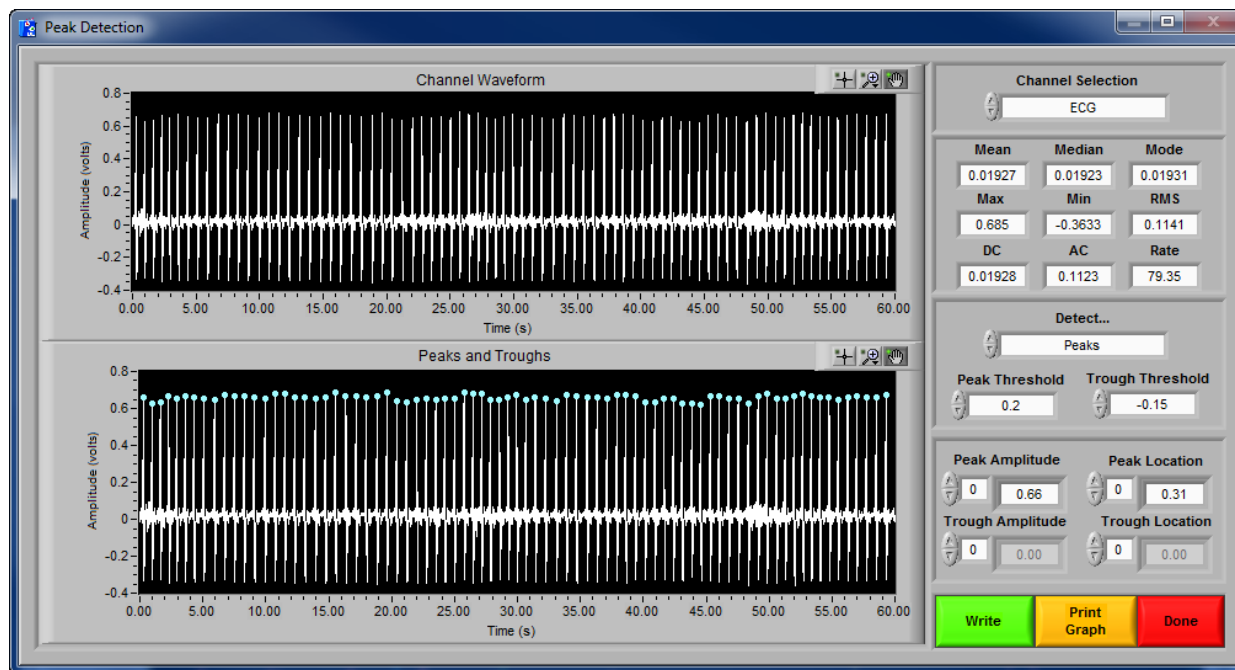 Peak Detection
Channel Waveform
Amplitude (volts)
0.8
0.6
0.4
0.2
0
-0.2
-0.4
0.00 5.00 10.00 15.00 20.00 25.00 30.00 35.00 40.00 45.00 50.00 55.00 60.00
Time (s)
Peaks and Troughs
Amplitude (volts)
0.8
0.6
0.4
0.2
0
-0.2
-0.4
0.00 5.00 10.00 15.00 20.00 25.00 30.00 35.00 40.00 45.00 50.00 55.00 60.00
Time (s)
Channel Selection
ECG
Mean Median Mode
0.01927 0.01923 0.01931
Max Min RMS
0.685 -0.3633 0.1141
DC AC Rate
0.01928 0.1123 79.35
Detect...
Peaks
Peak Threshold Trough Threshold
0.2 -0.15
Peak Amplitude Peak Location
0 0.66 0 0.31
Trough Amplitude Trough Location
0 0.00 0 0.00
Write Print Done
Graph